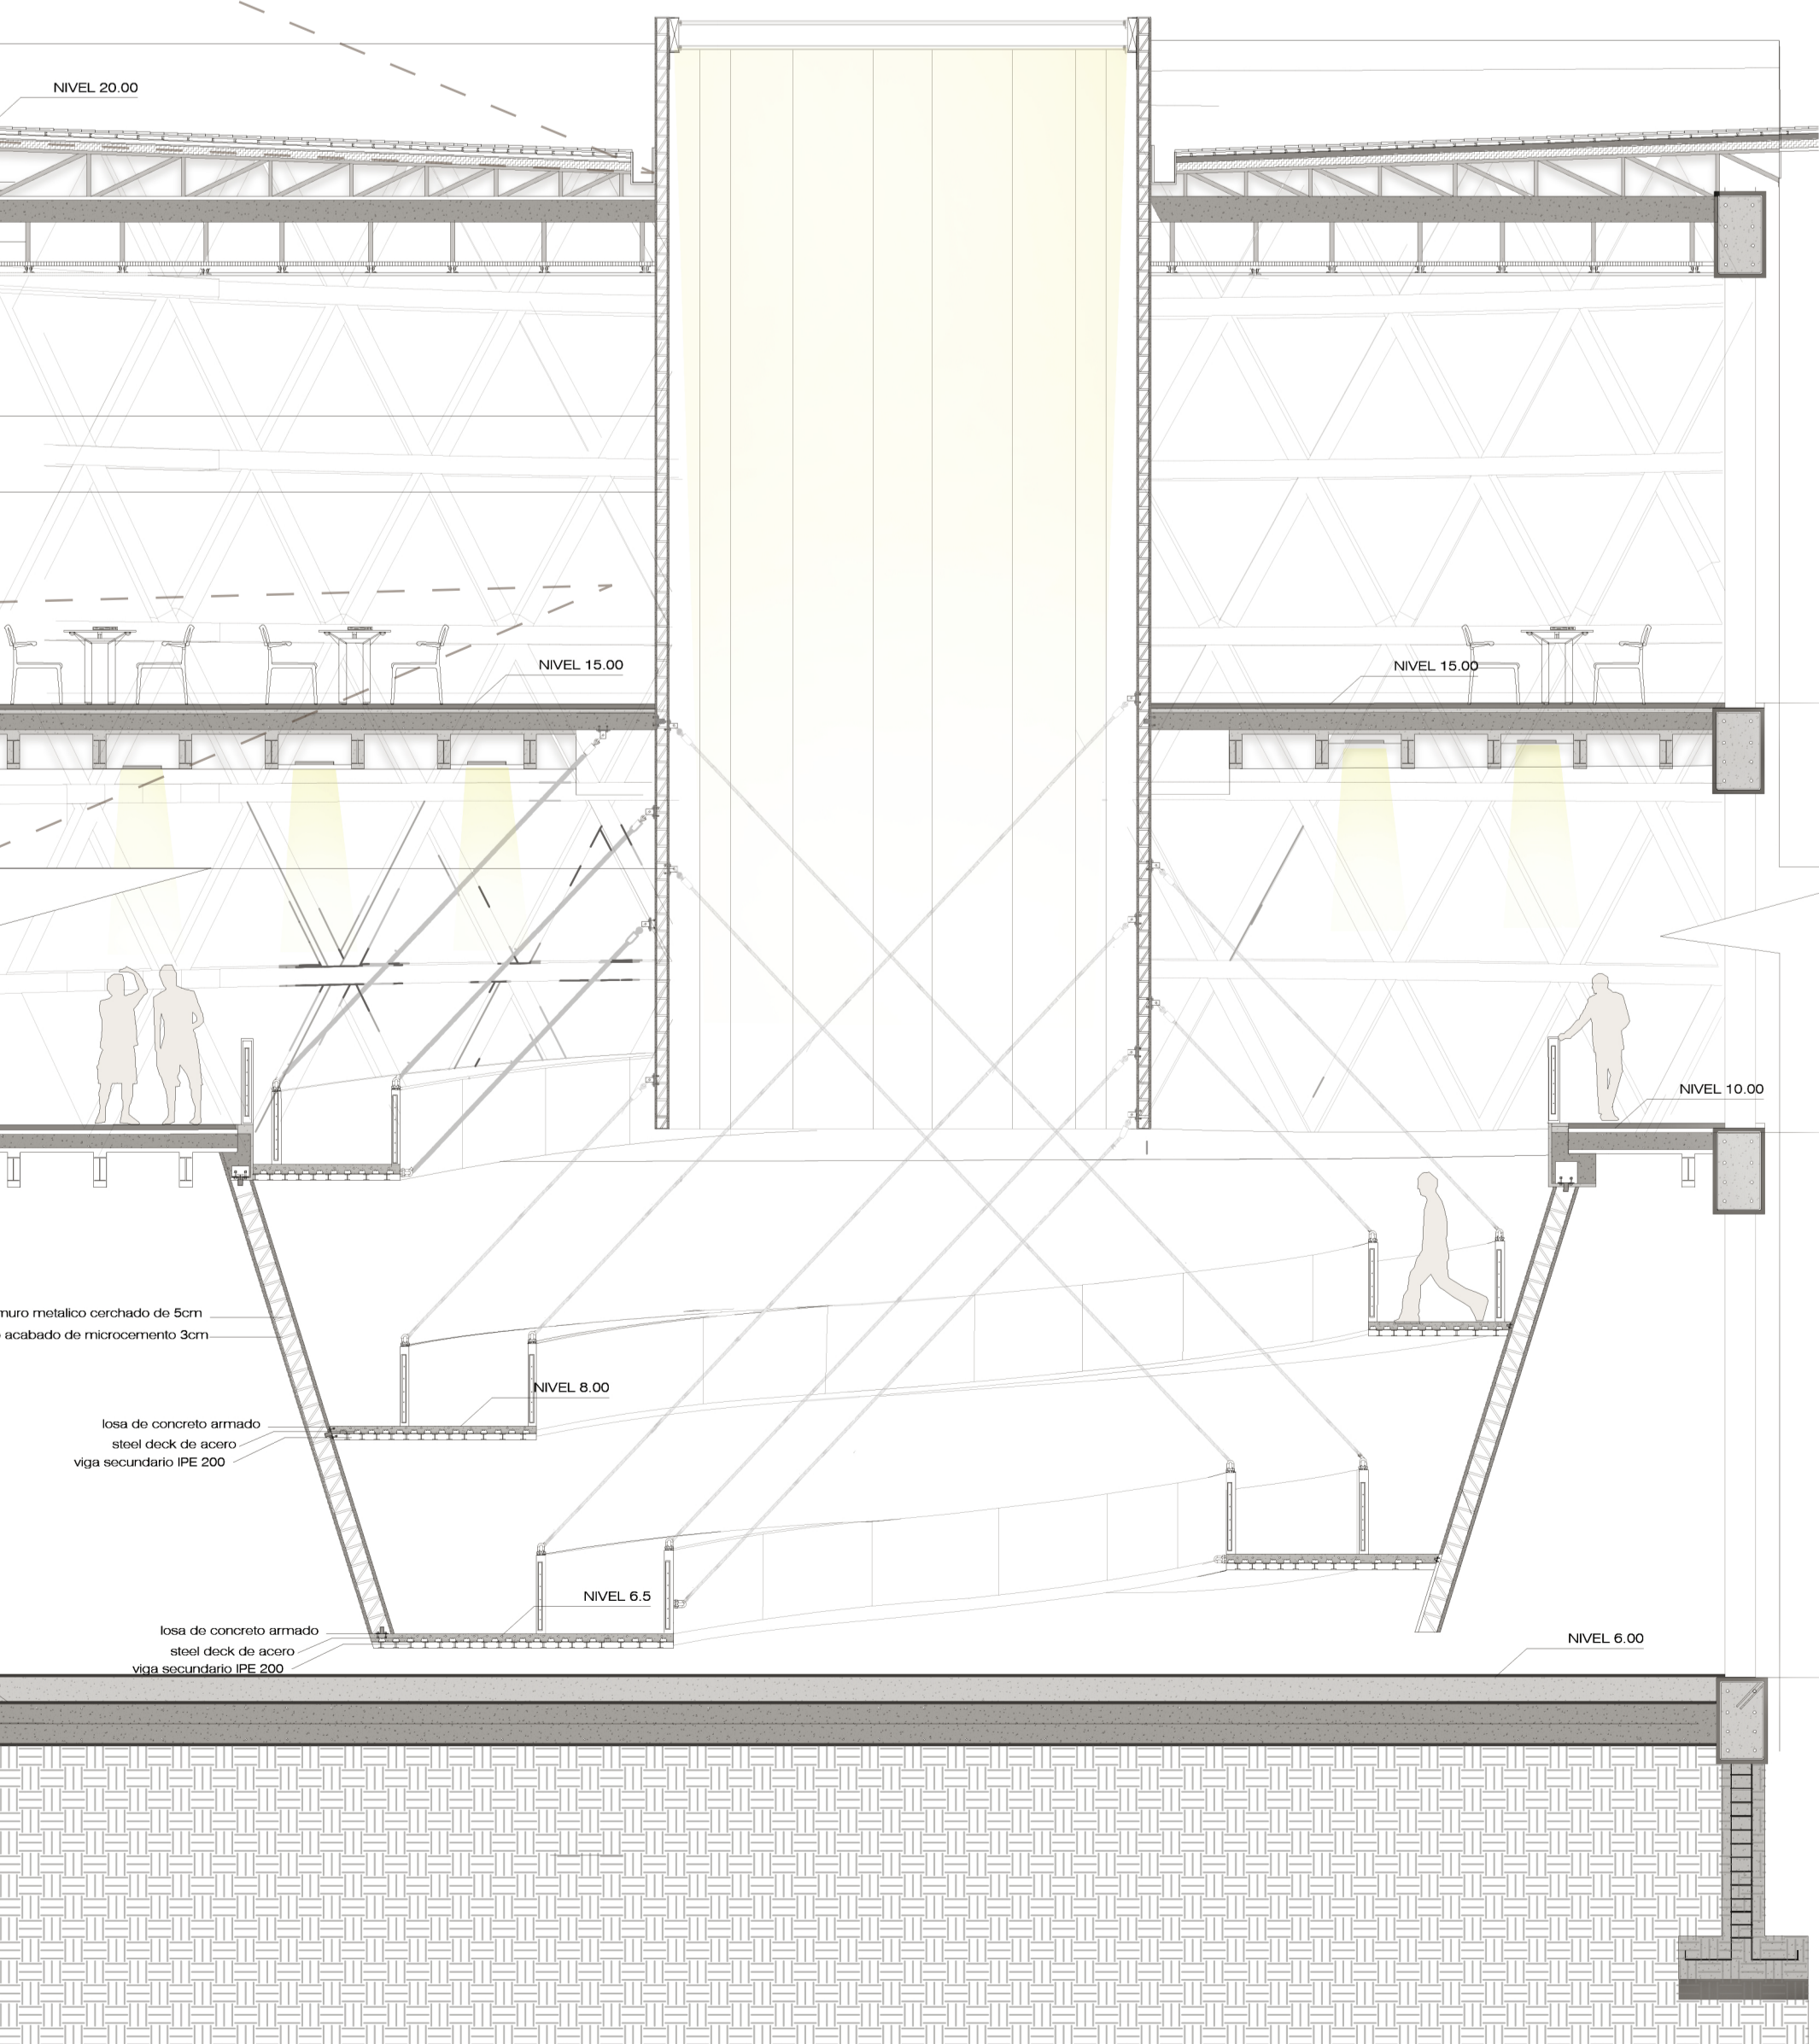 NIVEL 20.00
NIVEL 15.00
NIVEL 15.00
NIVEL 10.00
metalico cerchado de 5cm
acabado de microcemento 3cm
NIVEL 8.00
losa de concreto armado
steel deck de acero
viga secundario IPE 200
NIVEL 6.5
losa de concreto armado
steel deck de acero
viga secundario IPE 200
NIVEL 6.00